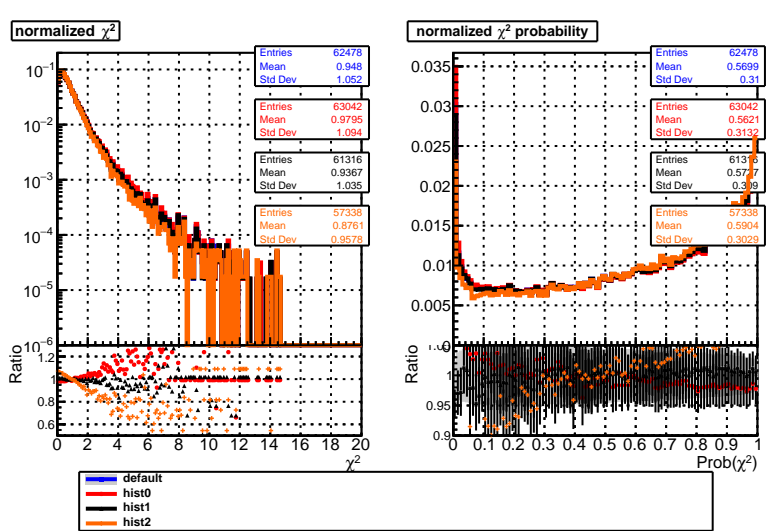 normalized χ²
Entries 62478
Mean 0.948
Std Dev 1.052
Entries 63042
Mean 0.9795
Std Dev 1.094
Entries 61316
Mean 0.9367
Std Dev 1.035
Entries 57338
Mean 0.8761
Std Dev 0.9578
10⁻¹
10⁻²
10⁻³
10⁻⁴
10⁻⁵
10⁻⁶
Ratio
1.2
1
0.8
0.6
0 2 4 6 8 10 12 14 16 18 20
χ²
normalized χ² probability
Entries 62478
Mean 0.5699
Std Dev 0.31
Entries 63042
Mean 0.5621
Std Dev 0.3132
Entries
Mean
Std Dev
Entries 57338
Mean 0.5904
Std Dev 0.3029
0.035
0.03
0.025
0.02
0.015
0.01
0.005
Ratio
1
0.95
0.9
0 0.1 0.2 0.3 0.4 0.5 0.6 0.7 0.8 0.9 1
Prob(χ²)
default
hist0
hist1
hist2